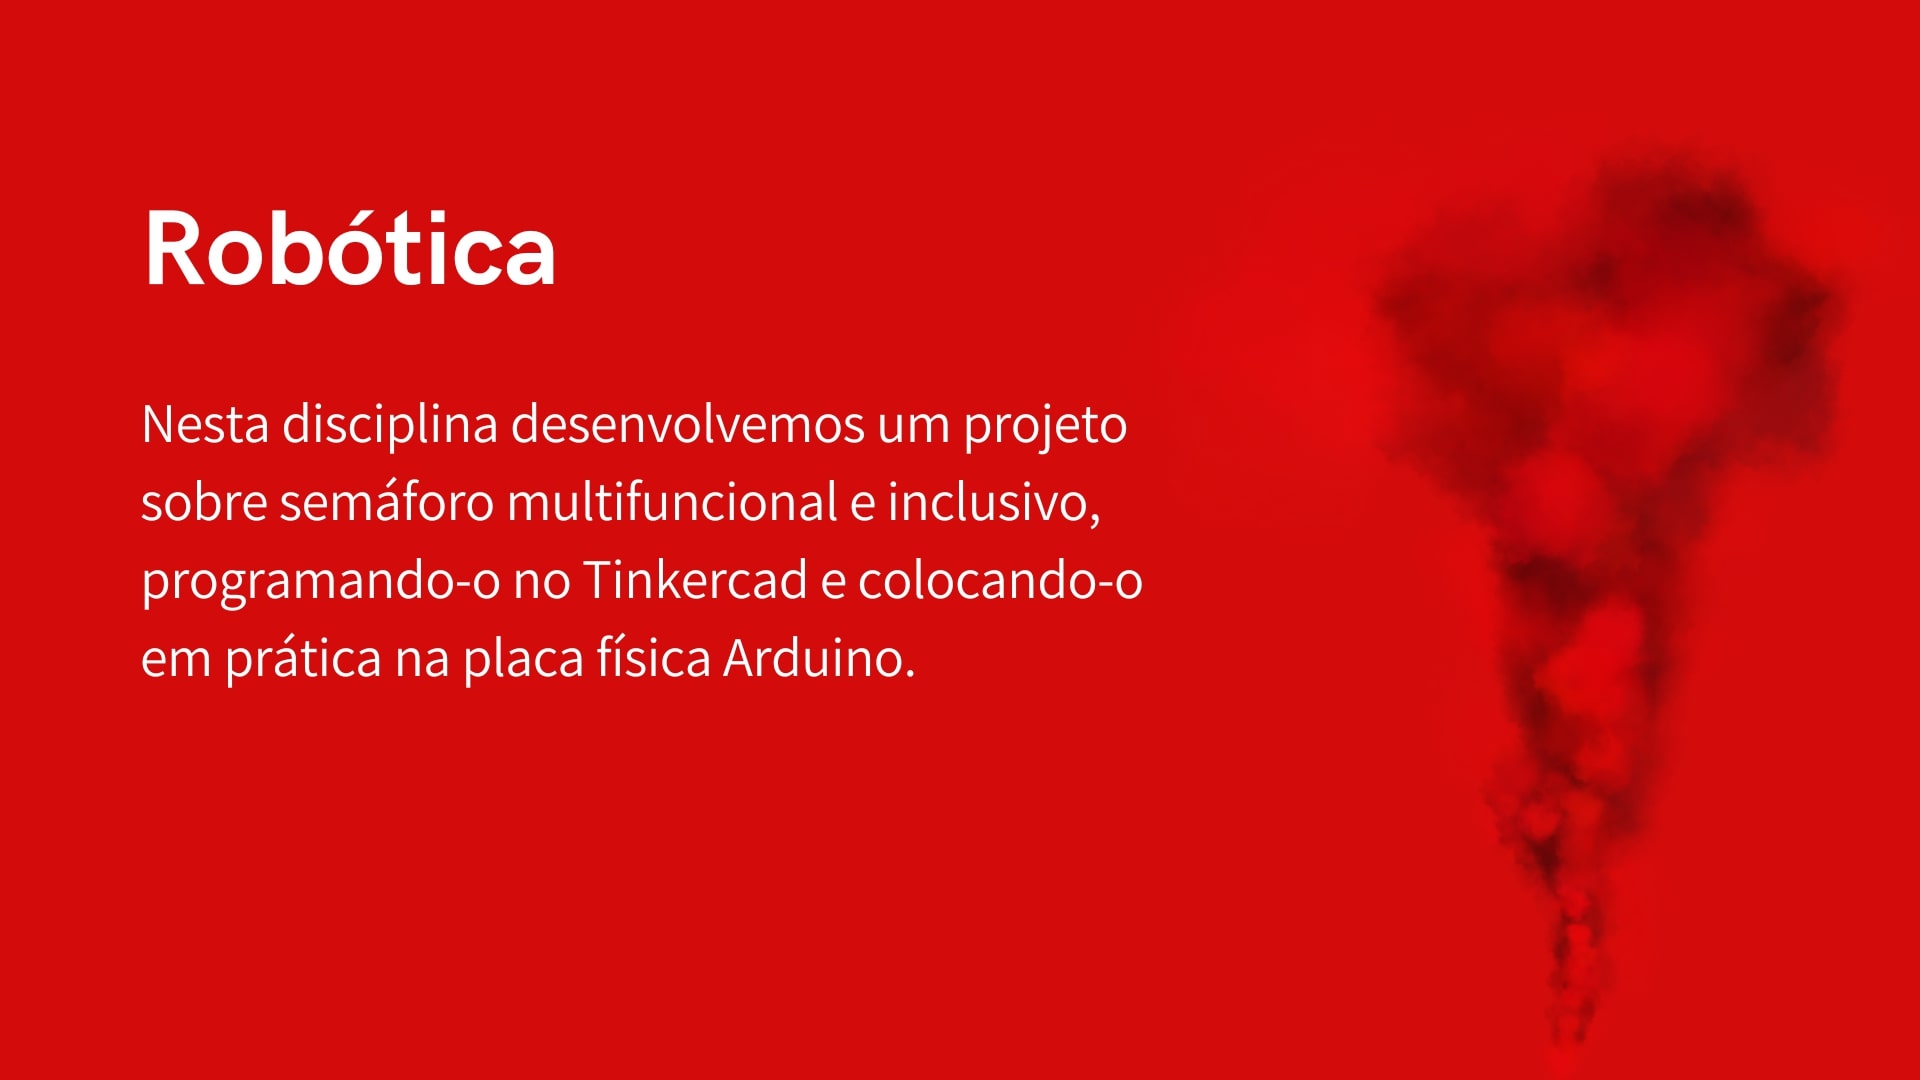 Robótica
Nesta disciplina desenvolvemos um projeto
sobre semáforo multifuncional e inclusivo,
programando-o no Tinkercad e colocando-o
em prática na placa física Arduino.